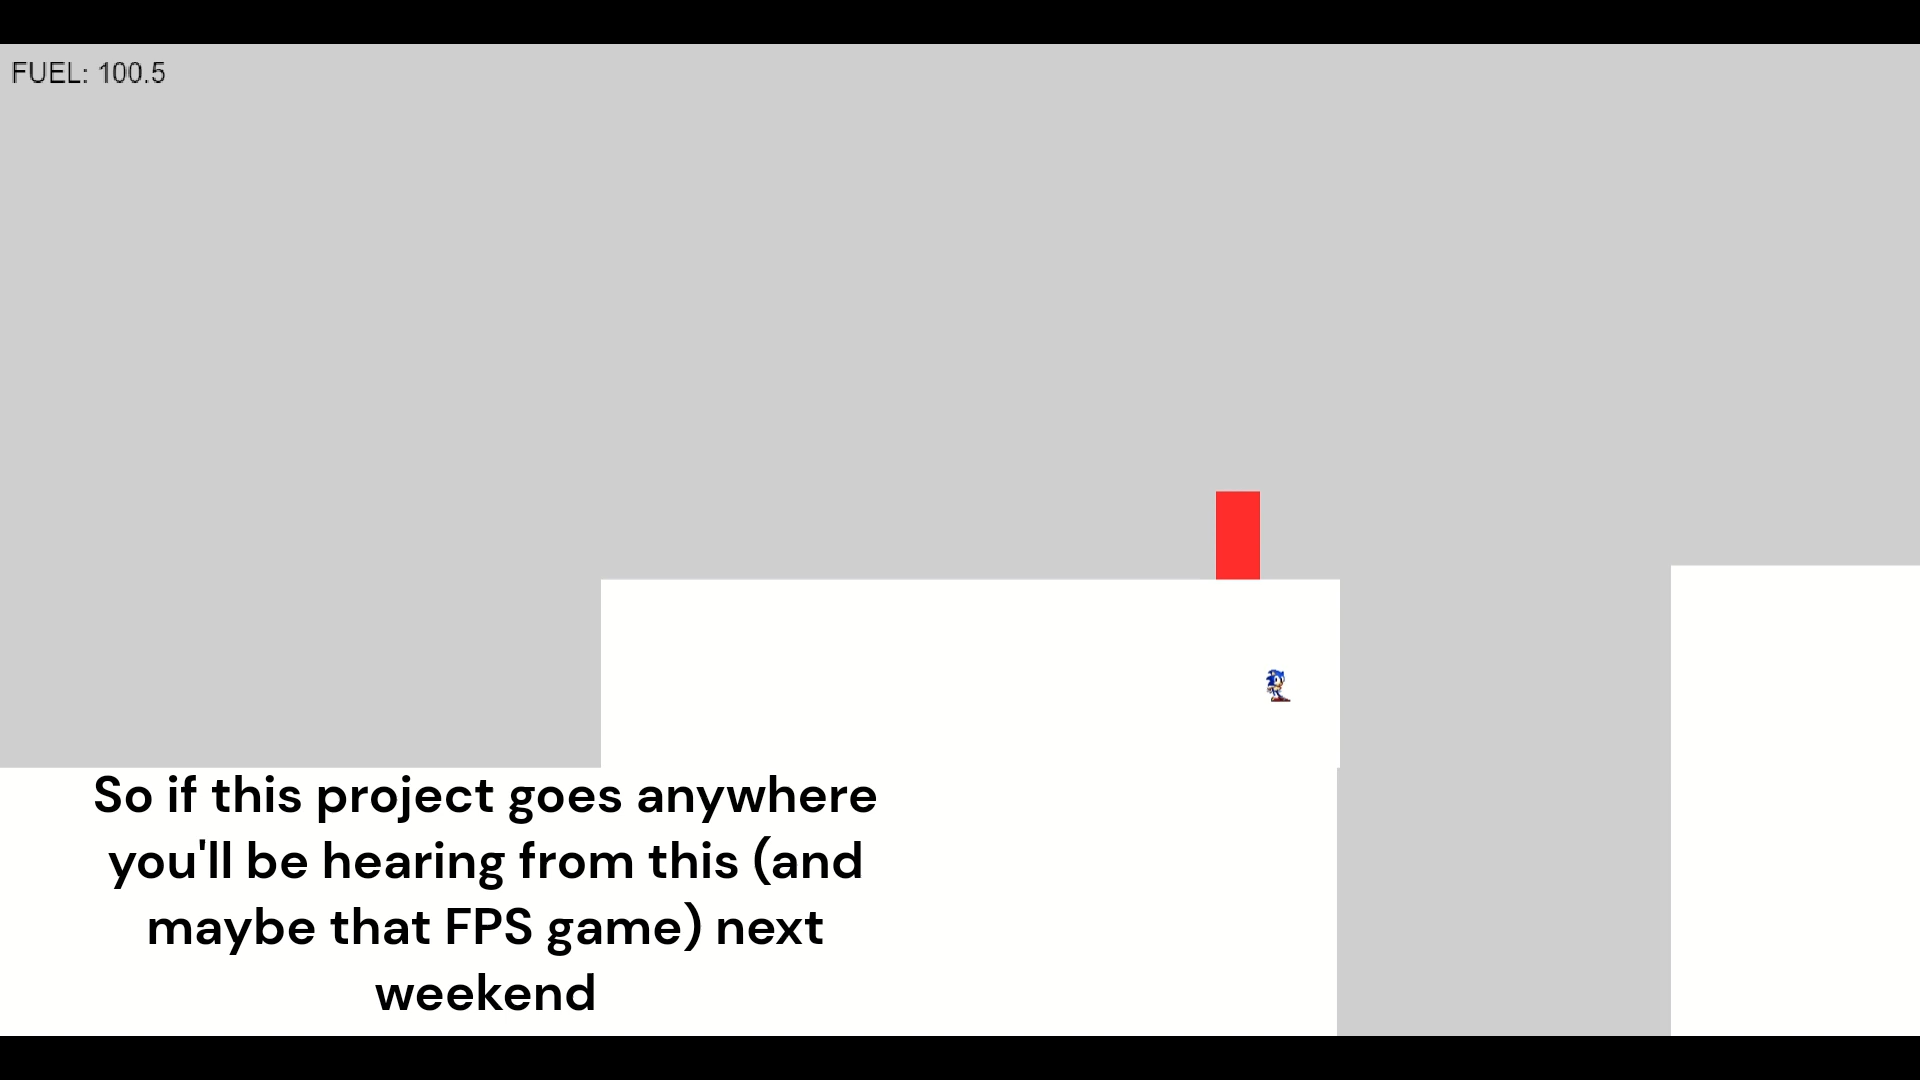 FUEL: 100.5
So if this project goes anywhere
you'll be hearing from this (and
maybe that FPS game) next
weekend